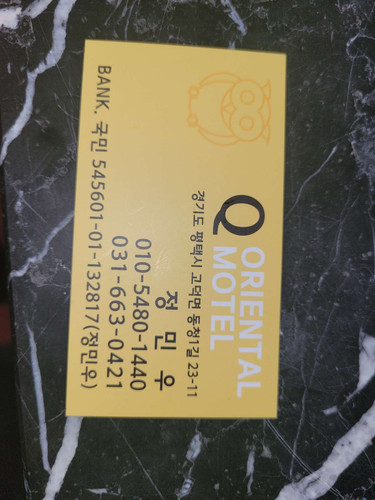 Q ORIENTAL
MOTEL
경기도 평택시 고덕면 동청1길 23-11
정 민 우
010-5480-1440
031-663-0421
BANK. 국민 545601-01-132817(정민우)